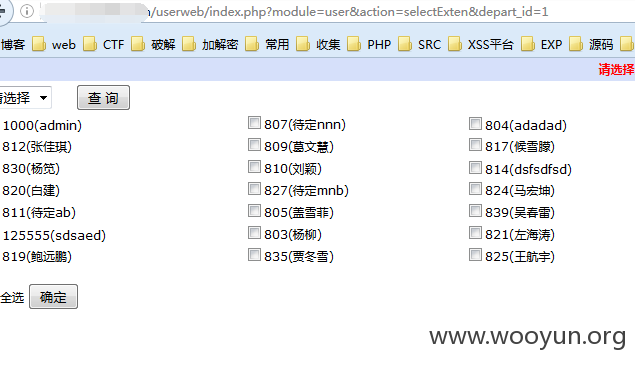 /userweb/index.php?module=user&action=selectExten&depart_id=1
博客 web CTF 破解 加解密 常用 收集 PHP SRC XSS平台 EXP 源码
请选择
请选择 查 询
1000(admin) 807(待定nnn) 804(adadad)
812(张佳琪) 809(墓文慧) 817(候雪朦)
830(杨笕) 810(刘颖) 814(dsfsdfsd)
820(白建) 827(待定mnb) 824(马宏坤)
811(待定ab) 805(盖雪菲) 839(吴春雷)
125555(sdsaed) 803(杨柳) 821(左海涛)
819(鲍远鹏) 835(贾冬雪) 825(王航宇)
全选 确定
www.wooyun.org